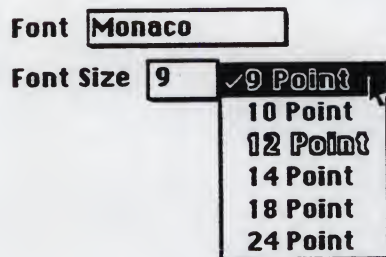 Font Monaco
Font Size 9 ✓9 Point
10 Point
12 Point
14 Point
18 Point
24 Point